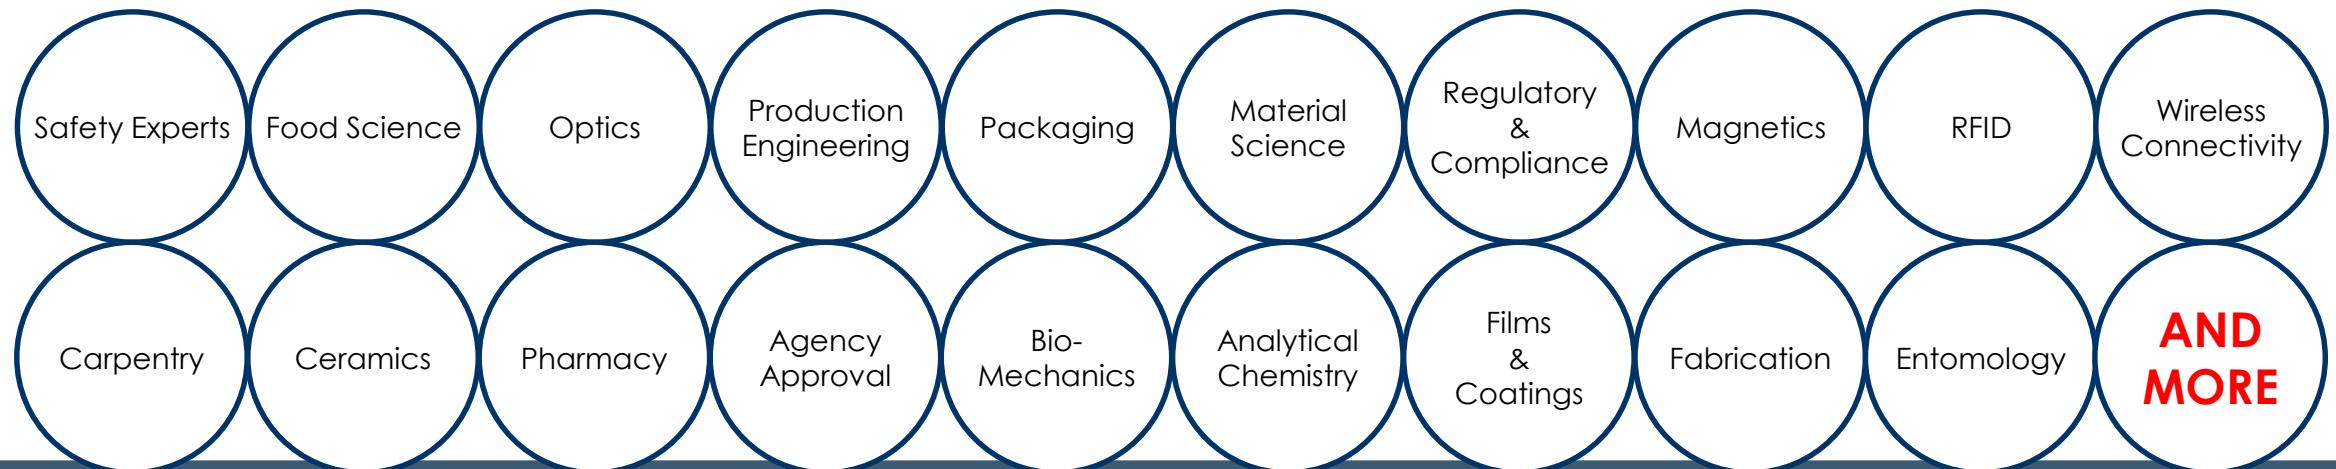 Safety Experts
Food Science
Optics
Production
Engineering
Packaging
Material
Science
Regulatory
&
Compliance
Magnetics
RFID
Wireless
Connectivity
Carpentry
Ceramics
Pharmacy
Agency
Approval
Bio-
Mechanics
Analytical
Chemistry
Films
&
Coatings
Fabrication
Entomology
AND
MORE